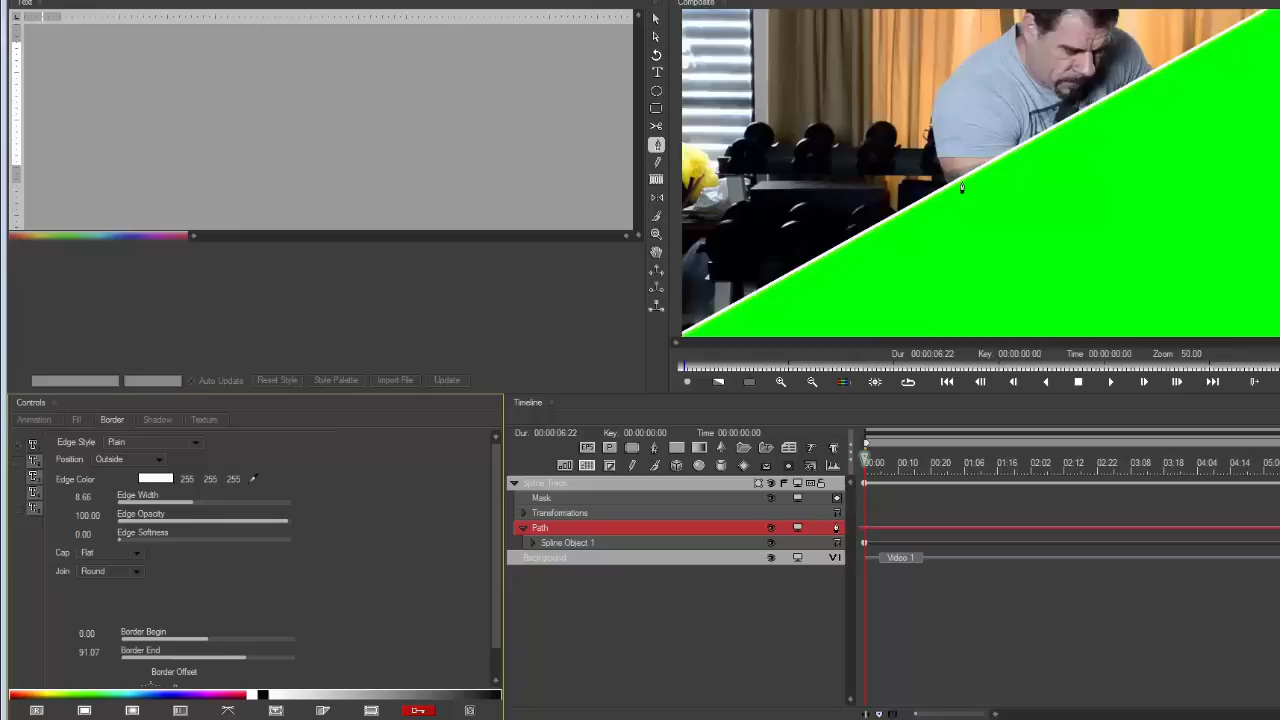 Text
Composite
Auto Update Reset Style Style Palette Import File Update
Dur 00:00:06:22 Key 00:00:00:00 Time 00:00:00:00 Zoom 50.00
Controls
Animation Fill Border Shadow Texture
Edge Style Plain
Position Outside
Edge Color 255 255 255
8.66 Edge Width
100.00 Edge Opacity
0.00 Edge Softness
Cap Flat
Join Round
0.00 Border Begin
91.07 Border End
Border Offset
Timeline
Dur: 00:00:06:22 Key: 00:00:00:00 Time 00:00:00:00
EPS P T T
00:00 00:10 00:20 01:06 01:16 02:02 02:12 02:22 03:08 03:18 04:04 04:14 05:0
Mask
Transformations
Path
Spline Object 1
Background V1
Video 1